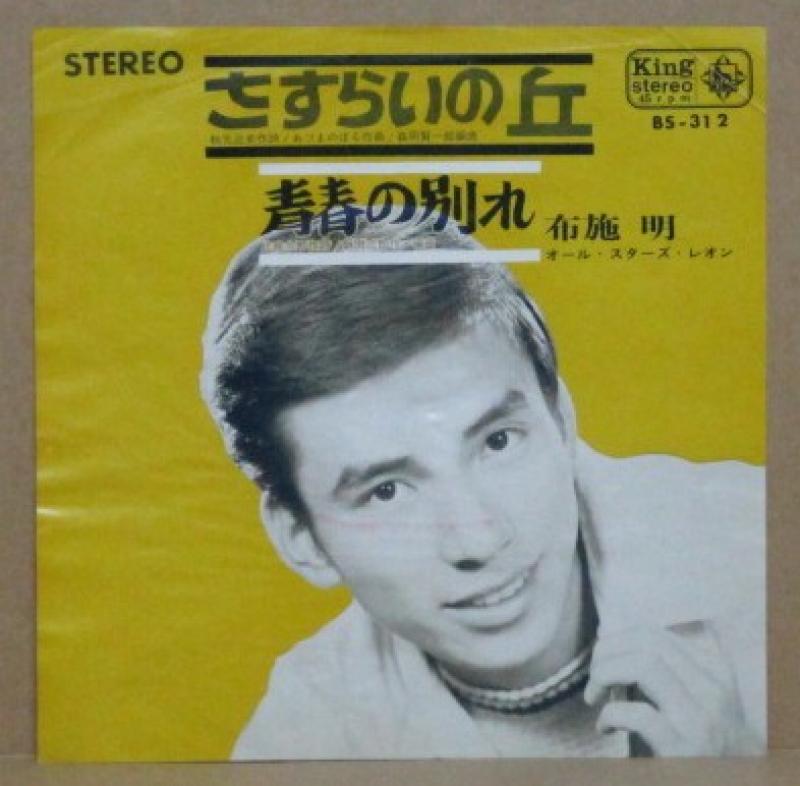 STEREO
さすらいの丘
King
stereo
45 r.p.m
BS-312
青春の別れ
布施 明
オール・スターズ・レオン